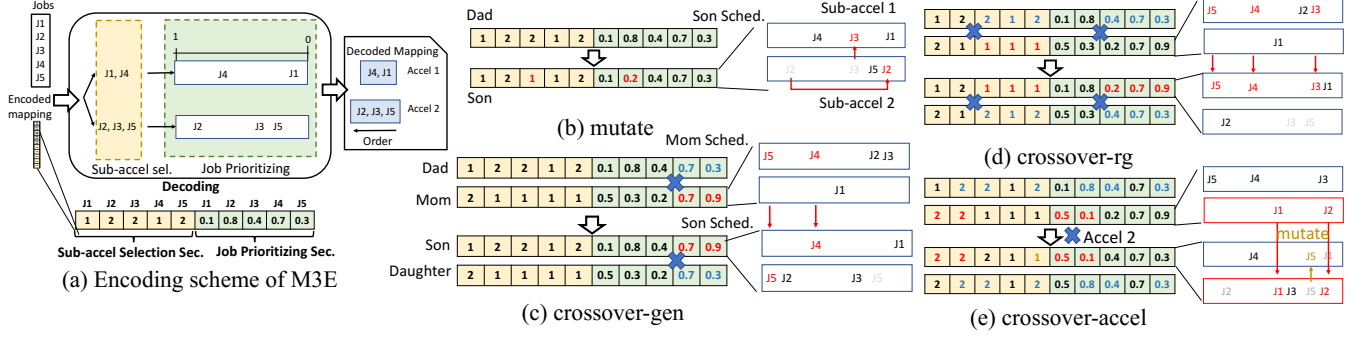 Jobs
J1
J2
J3
J4
J5
Encoded
mapping
1
0
J1, J4
J4
J1
J2, J3, J5
J2
J3 J5
Sub-accel sel.
Job Prioritizing
Decoding
Decoded Mapping
J4, J1
Accel 1
J2, J3, J5
Accel 2
Order
J1 J2 J3 J4 J5 J1 J2 J3 J4 J5
1 2 2 1 2 0.1 0.8 0.4 0.7 0.3
Sub-accel Selection Sec.
Job Prioritizing Sec.
(a) Encoding scheme of M3E
Dad
1 2 2 1 2 0.1 0.8 0.4 0.7 0.3
1 2 1 1 2 0.1 0.2 0.4 0.7 0.3
Son
Son Sched.
Sub-accel 1
J4 J3 J1
J2 J3 J5 J2
Sub-accel 2
(b) mutate
Mom Sched.
Dad
1 2 2 1 2 0.1 0.8 0.4 0.7 0.3
Mom
2 1 1 1 1 0.5 0.3 0.2 0.7 0.9
J5 J4 J2 J3
J1
Son Sched.
Son
1 2 2 1 2 0.1 0.8 0.4 0.7 0.9
Daughter
2 1 1 1 1 0.5 0.3 0.2 0.7 0.3
J4 J1
J5 J2 J3 J5
(c) crossover-gen
1 2 2 1 2 0.1 0.8 0.4 0.7 0.3
2 1 1 1 1 0.5 0.3 0.2 0.7 0.9
J5 J4 J2 J3
J1
1 2 1 1 1 0.1 0.8 0.2 0.7 0.9
2 1 2 1 2 0.5 0.3 0.4 0.7 0.3
J5 J4 J3 J1
J2 J3 J5
(d) crossover-rg
1 2 2 1 2 0.1 0.8 0.4 0.7 0.3
2 2 1 1 1 0.5 0.1 0.2 0.7 0.9
J5 J4 J3
J1 J2
Accel 2
mutate
2 2 2 1 1 0.5 0.1 0.4 0.7 0.3
1 2 2 1 2 0.5 0.8 0.4 0.7 0.3
J4 J5 J1
J2 J1 J3 J5 J2
(e) crossover-accel